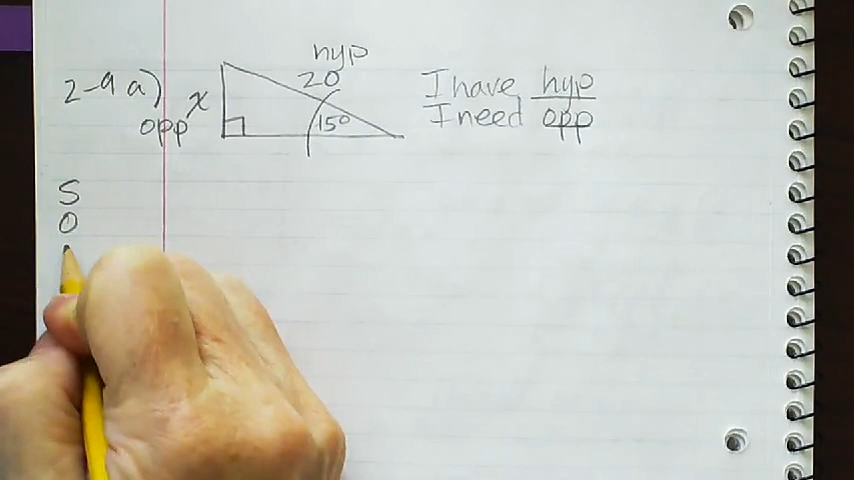 hyp
2-9 a) x 20 I have hyp
opp 15° I need opp
S
O